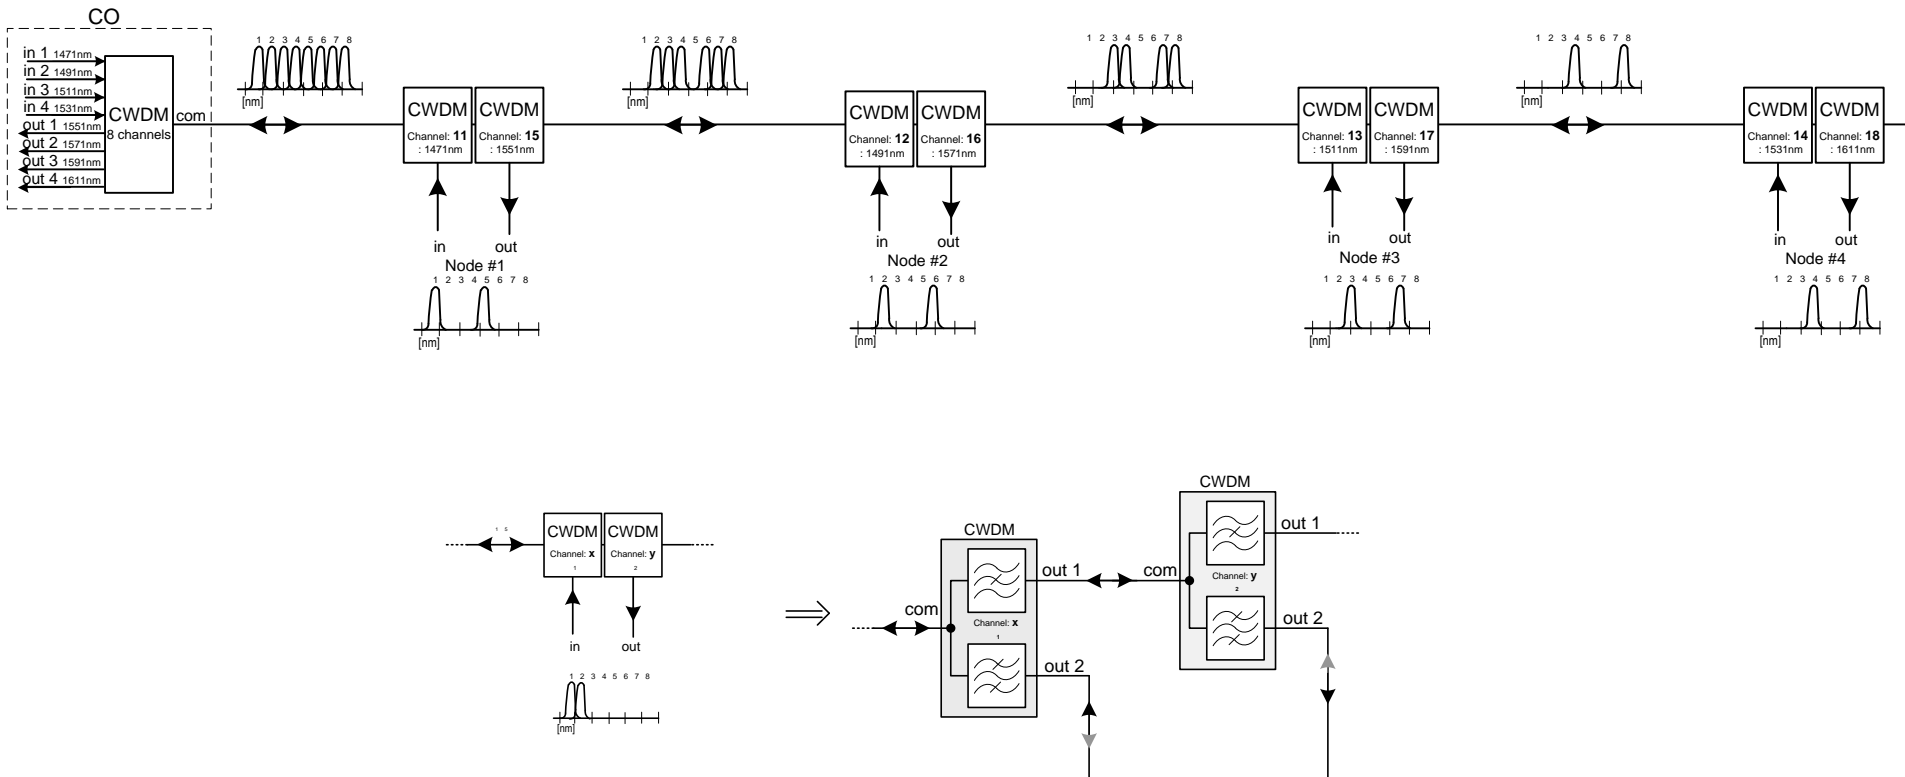 CO
in 1 1471nm
in 2 1491nm
in 3 1511nm
in 4 1531nm
out 1 1551nm
out 2 1571nm
out 3 1591nm
out 4 1611nm
CWDM
8 channels
com
1 2 3 4 5 6 7 8
[nm]
CWDM
Channel: 11
: 1471nm
CWDM
Channel: 15
: 1551nm
in
out
Node #1
1 2 3 4 5 6 7 8
[nm]
1 2 3 4 5 6 7 8
[nm]
CWDM
Channel: 12
: 1491nm
CWDM
Channel: 16
: 1571nm
in
out
Node #2
1 2 3 4 5 6 7 8
[nm]
1 2 3 4 5 6 7 8
[nm]
CWDM
Channel: 13
: 1511nm
CWDM
Channel: 17
: 1591nm
in
out
Node #3
1 2 3 4 5 6 7 8
[nm]
1 2 3 4 5 6 7 8
[nm]
CWDM
Channel: 14
: 1531nm
CWDM
Channel: 18
: 1611nm
in
out
Node #4
1 2 3 4 5 6 7 8
[nm]
1 5
CWDM
Channel: x
1
CWDM
Channel: y
2
in
out
1 2 3 4 5 6 7 8
[nm]
com
CWDM
Channel: x
1
out 1
out 2
com
CWDM
Channel: y
2
out 1
out 2